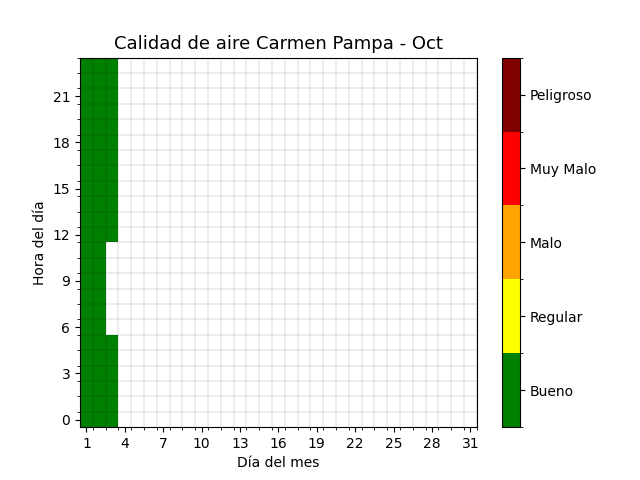 Calidad de aire Carmen Pampa - Oct
Hora del día
21
18
15
12
9
6
3
0
1 4 7 10 13 16 19 22 25 28 31
Día del mes
Peligroso
Muy Malo
Malo
Regular
Bueno